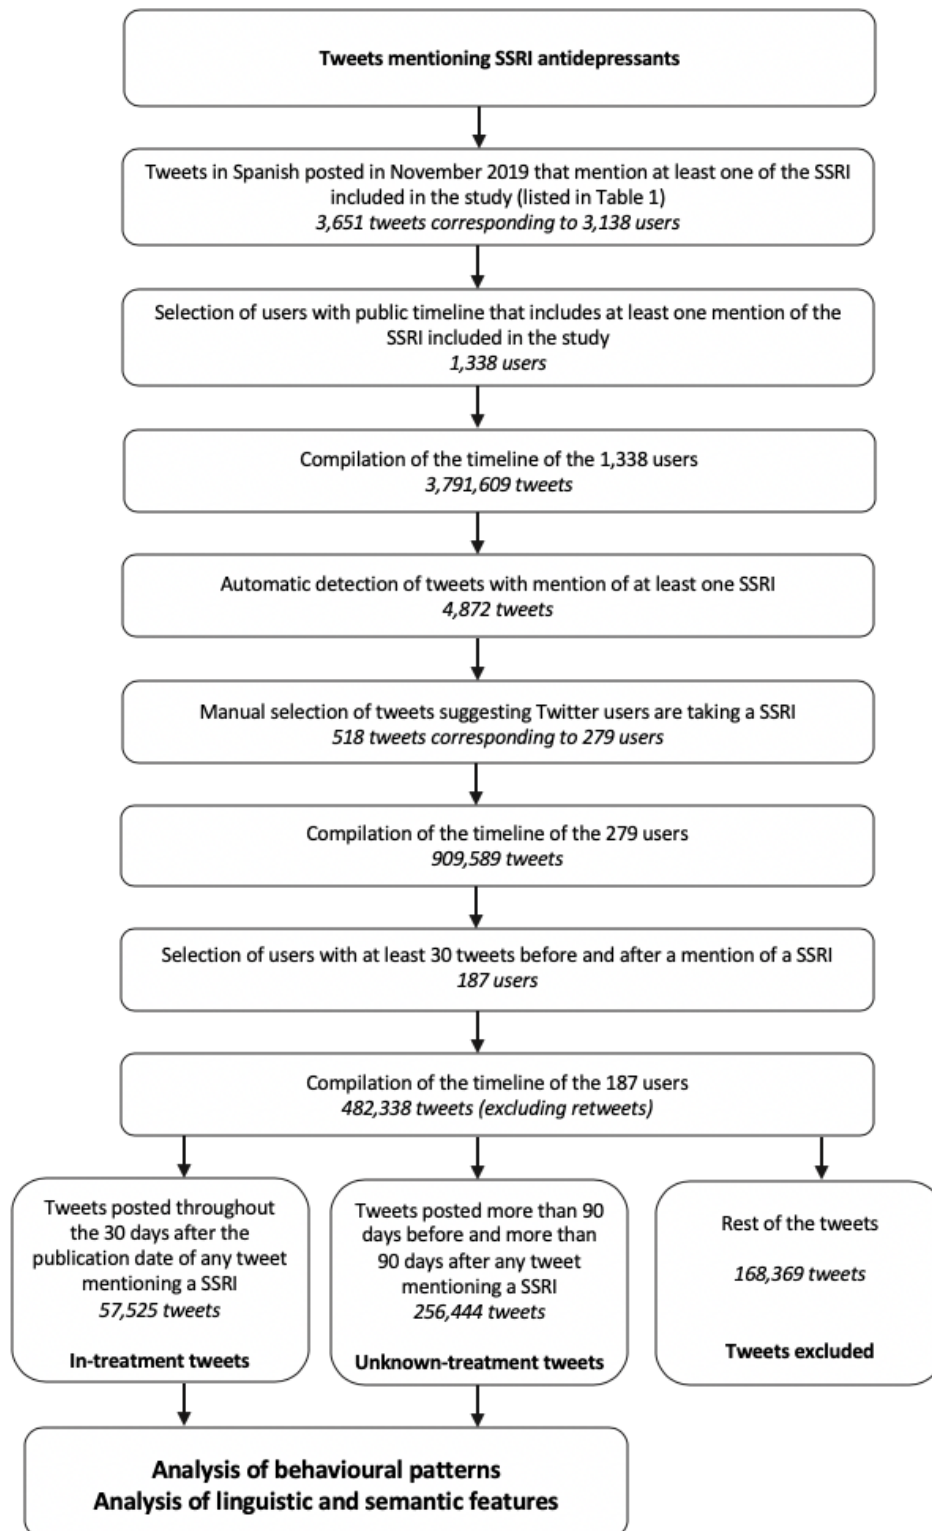 Tweets mentioning SSRI antidepressants
Tweets in Spanish posted in November 2019 that mention at least one of the SSRI
included in the study (listed in Table 1)
3,651 tweets corresponding to 3,138 users
Selection of users with public timeline that includes at least one mention of the
SSRI included in the study
1,338 users
Compilation of the timeline of the 1,338 users
3,791,609 tweets
Automatic detection of tweets with mention of at least one SSRI
4,872 tweets
Manual selection of tweets suggesting Twitter users are taking a SSRI
518 tweets corresponding to 279 users
Compilation of the timeline of the 279 users
909,589 tweets
Selection of users with at least 30 tweets before and after a mention of a SSRI
187 users
Compilation of the timeline of the 187 users
482,338 tweets (excluding retweets)
Tweets posted throughout
the 30 days after the
publication date of any tweet
mentioning a SSRI
57,525 tweets
In-treatment tweets
Tweets posted more than 90
days before and more than
90 days after any tweet
mentioning a SSRI
256,444 tweets
Unknown-treatment tweets
Rest of the tweets
168,369 tweets
Tweets excluded
Analysis of behavioural patterns
Analysis of linguistic and semantic features